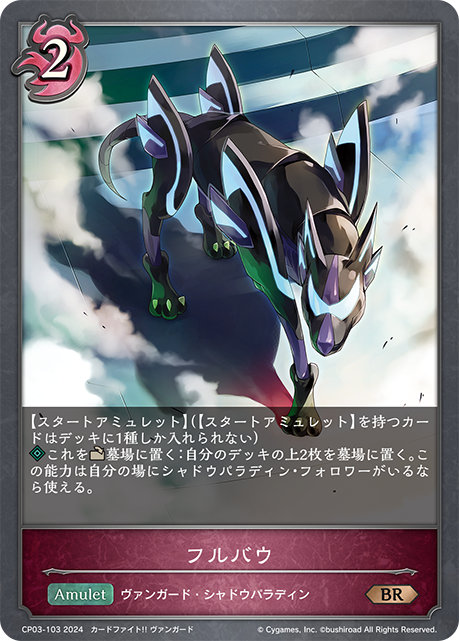 2
【スタートアミュレット】(【スタートアミュレット】を持つカー
ドはデッキに1種しか入れられない)
これを墓場に置く:自分のデッキの上2枚を墓場に置く。こ
の能力は自分の場にシャドウパラディン・フォロワーがいるな
ら使える。
フルバウ
Amulet ヴァンガード・シャドウパラディン BR
CP03-103 2024 カードファイト!! ヴァンガード © Cygames, Inc. ©bushiroad All Rights Reserved.